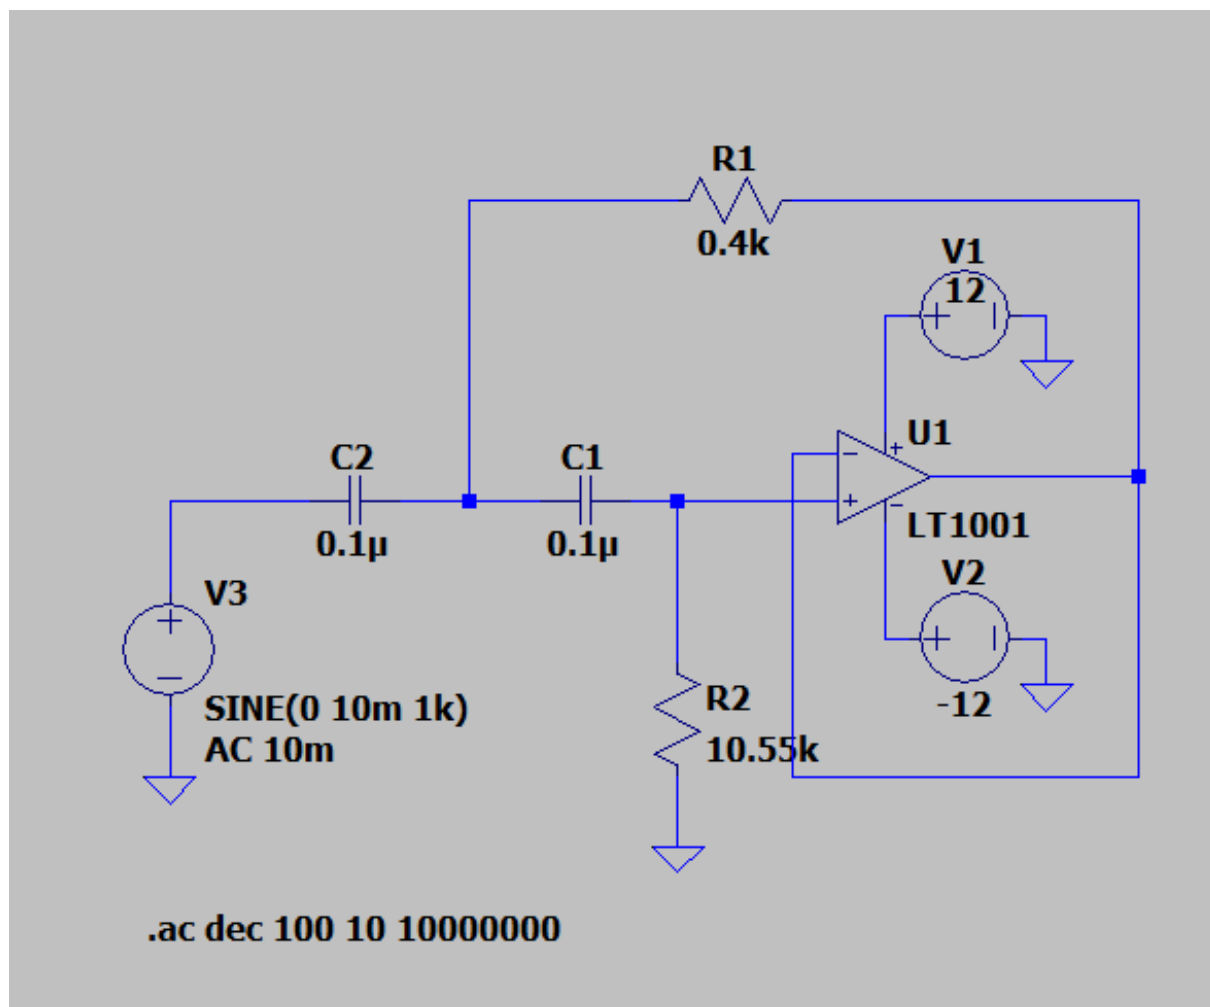 R1
0.4k
V1
12
U1
LT1001
C2
0.1µ
C1
0.1µ
V2
-12
V3
SINE(0 10m 1k)
AC 10m
R2
10.55k
.ac dec 100 10 10000000